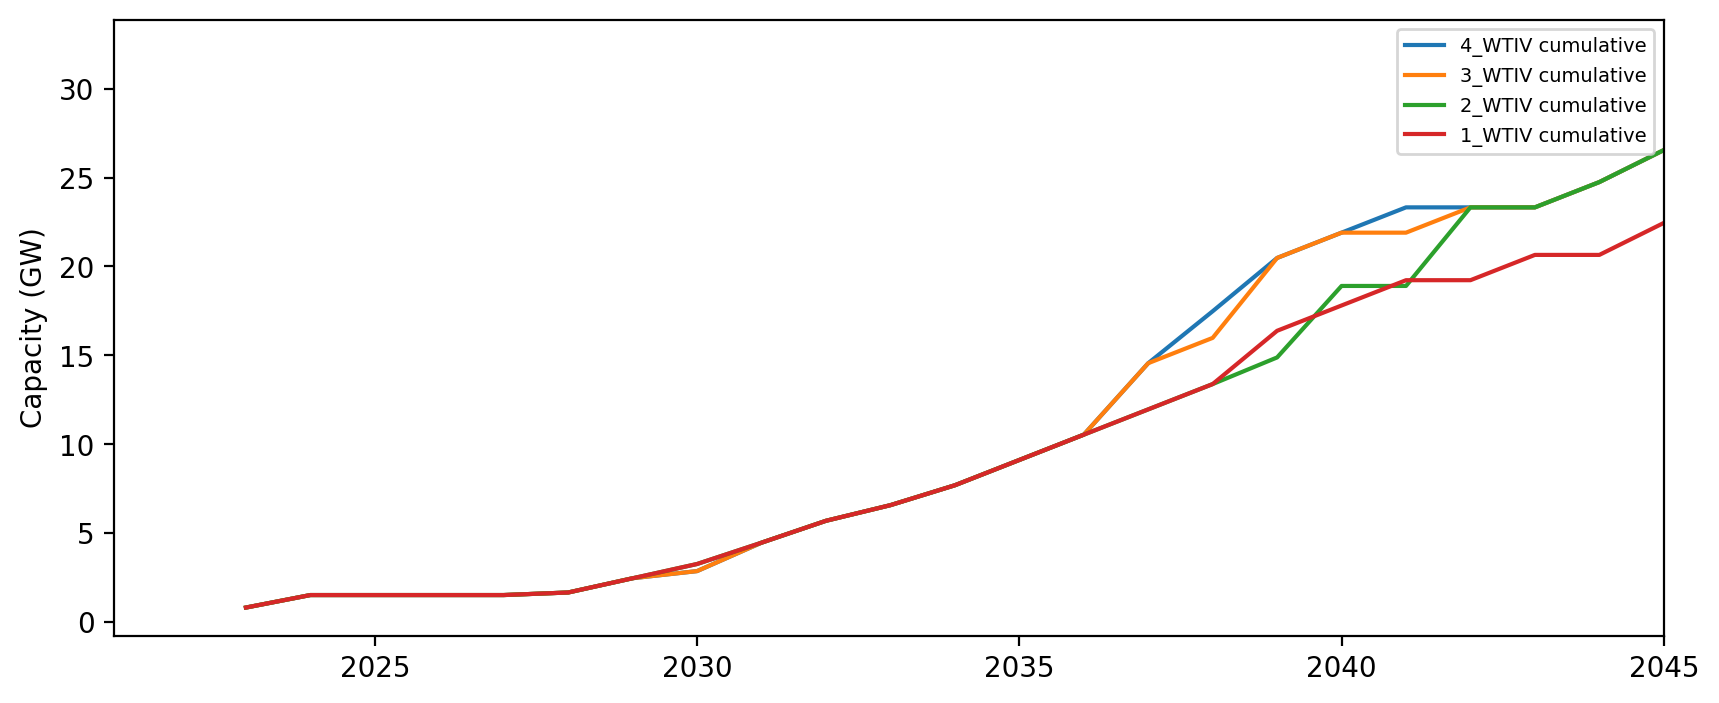 4_WTIV cumulative
3_WTIV cumulative
2_WTIV cumulative
1_WTIV cumulative
Capacity (GW)
30
25
20
15
10
5
0
2025 2030 2035 2040 2045